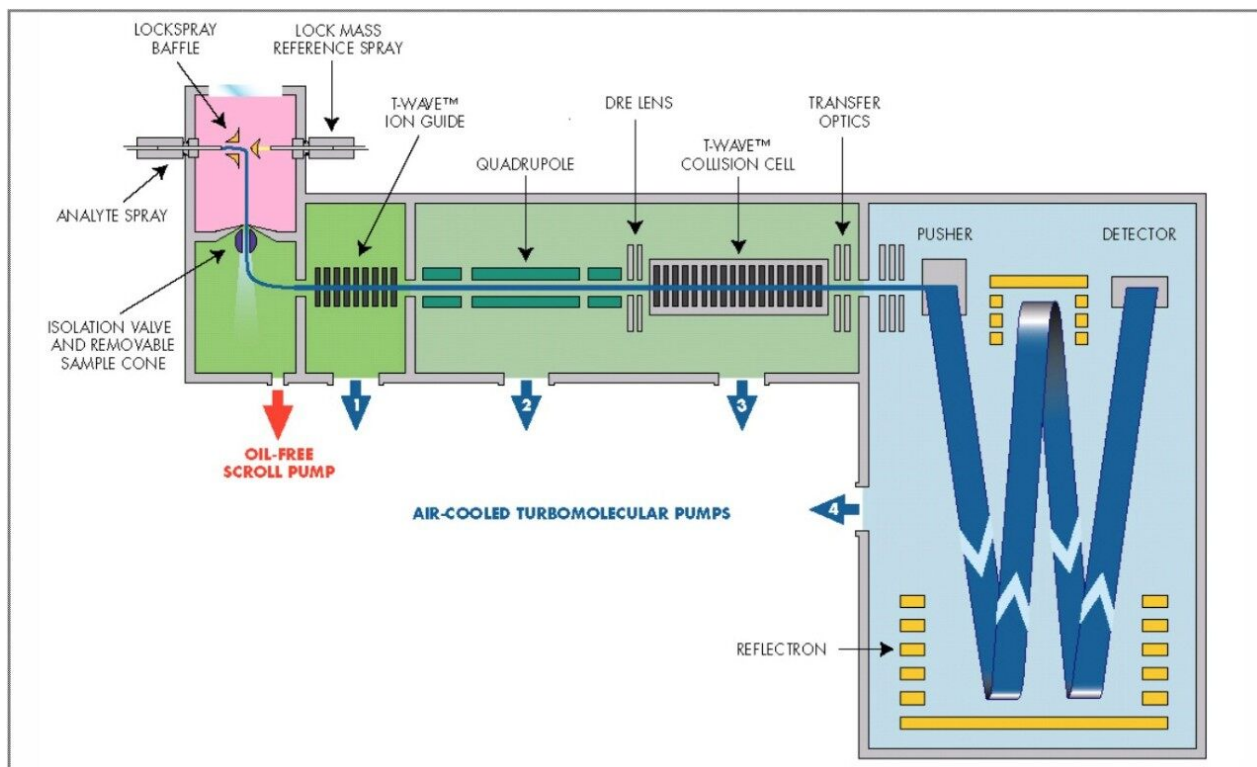 LOCKSPRAY
BAFFLE
LOCK MASS
REFERENCE SPRAY
T-WAVE™
ION GUIDE
DRE LENS
TRANSFER
OPTICS
QUADRUPOLE
T-WAVE™
COLLISION CELL
ANALYTE SPRAY
PUSHER
DETECTOR
ISOLATION VALVE
AND REMOVABLE
SAMPLE CONE
1
2
3
OIL-FREE
SCROLL PUMP
AIR-COOLED TURBOMOLECULAR PUMPS
4
REFLECTRON